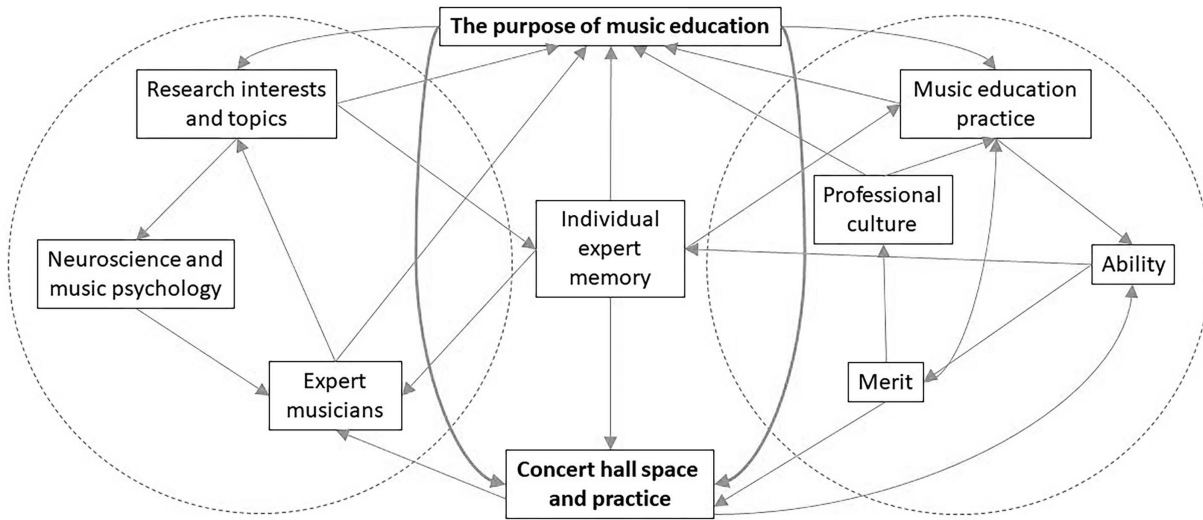 The purpose of music education
Research interests
and topics
Music education
practice
Professional
culture
Individual
expert
memory
Neuroscience and
music psychology
Ability
Expert
musicians
Merit
Concert hall space
and practice